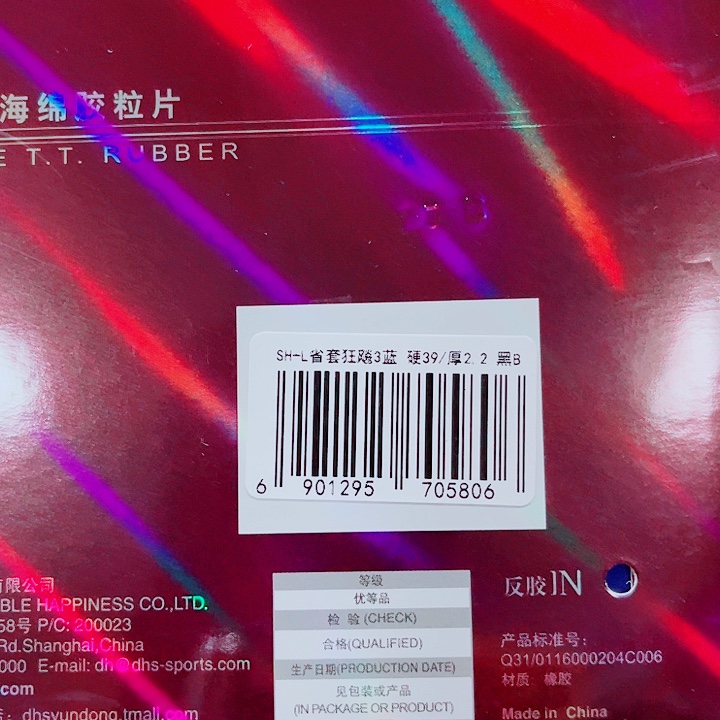 海绵胶粒片
E T.T. RUBBER
SH-L省套狂飚3蓝 硬39/厚2.2 黑B
6 901295 705806
有限公司
BLE HAPPINESS CO.,LTD.
58号 P/C: 200023
Rd.Shanghai,China
000 E-mail: dh@dhs-sports.com
com
: dhsyundong.tmall.com
等级
优等品
检 验 (CHECK)
合格(QUALIFIED)
生产日期(PRODUCTION DATE)
见包装或产品
(IN PACKAGE OR PRODUCT)
反胶IN
产品标准号:
Q31/0116000204C006
材质: 橡胶
Made in China